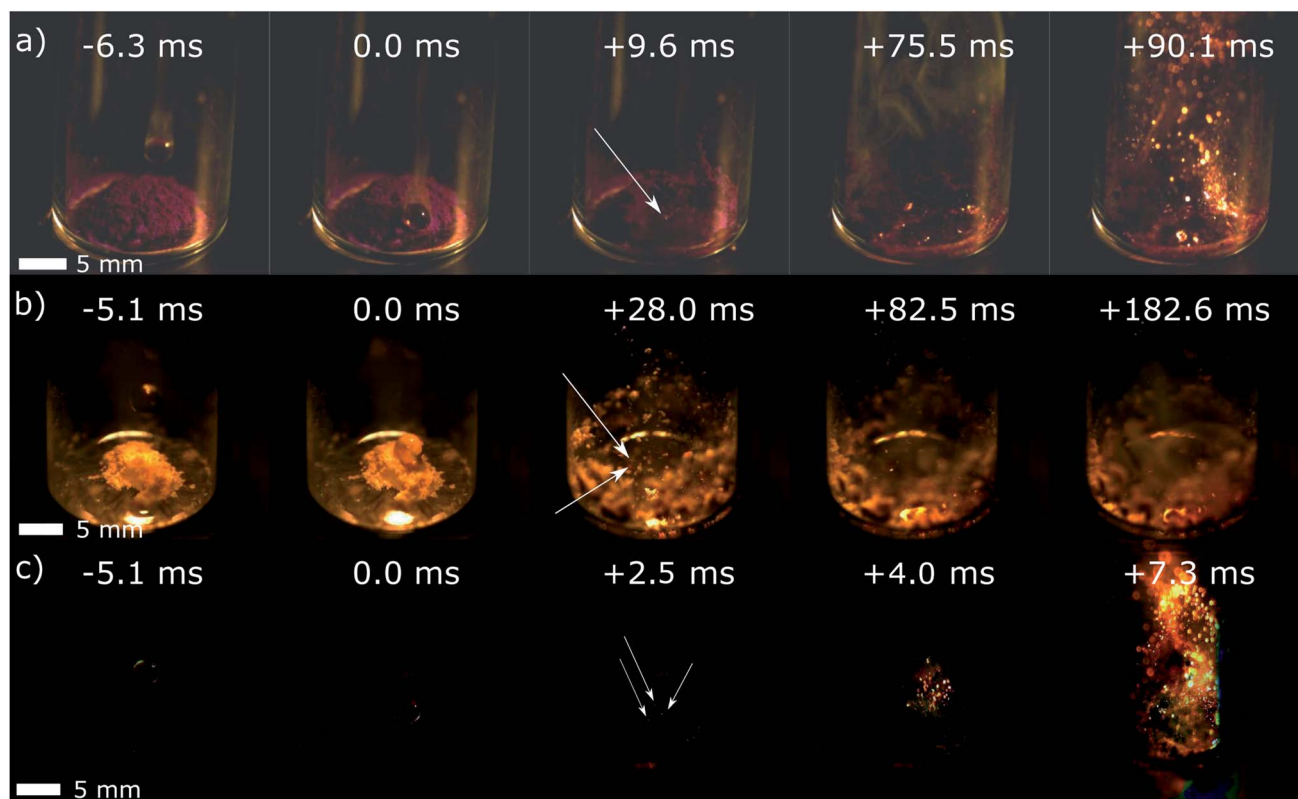 a) -6.3 ms 0.0 ms +9.6 ms +75.5 ms +90.1 ms
5 mm
b) -5.1 ms 0.0 ms +28.0 ms +82.5 ms +182.6 ms
5 mm
c) -5.1 ms 0.0 ms +2.5 ms +4.0 ms +7.3 ms
5 mm